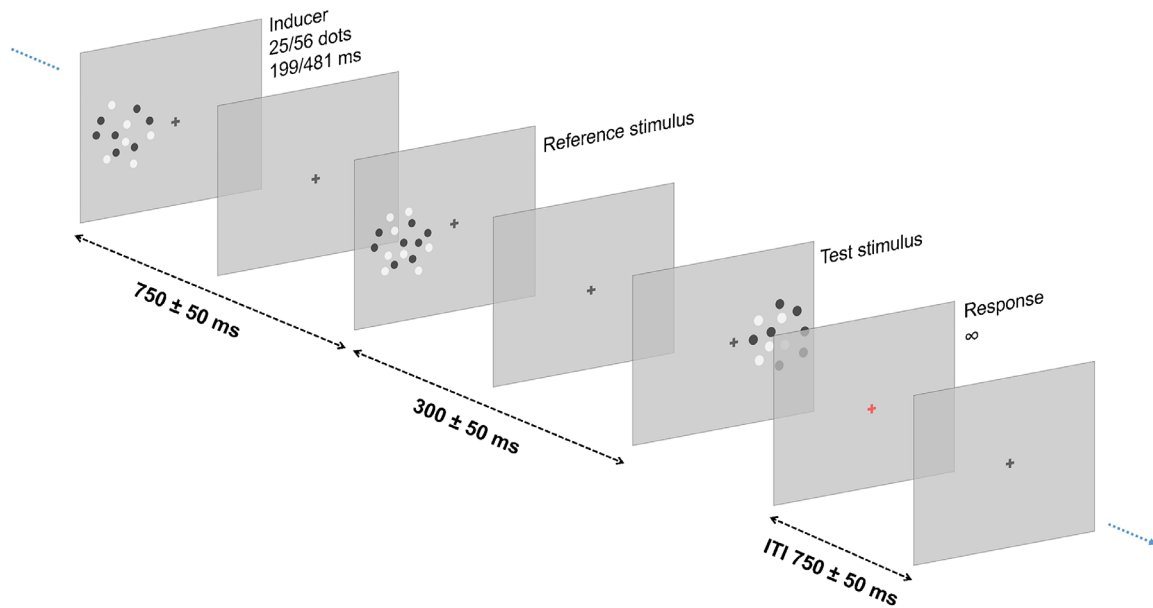 Inducer
25/56 dots
199/481 ms
Reference stimulus
Test stimulus
Response
∞
750 ± 50 ms
300 ± 50 ms
ITI 750 ± 50 ms